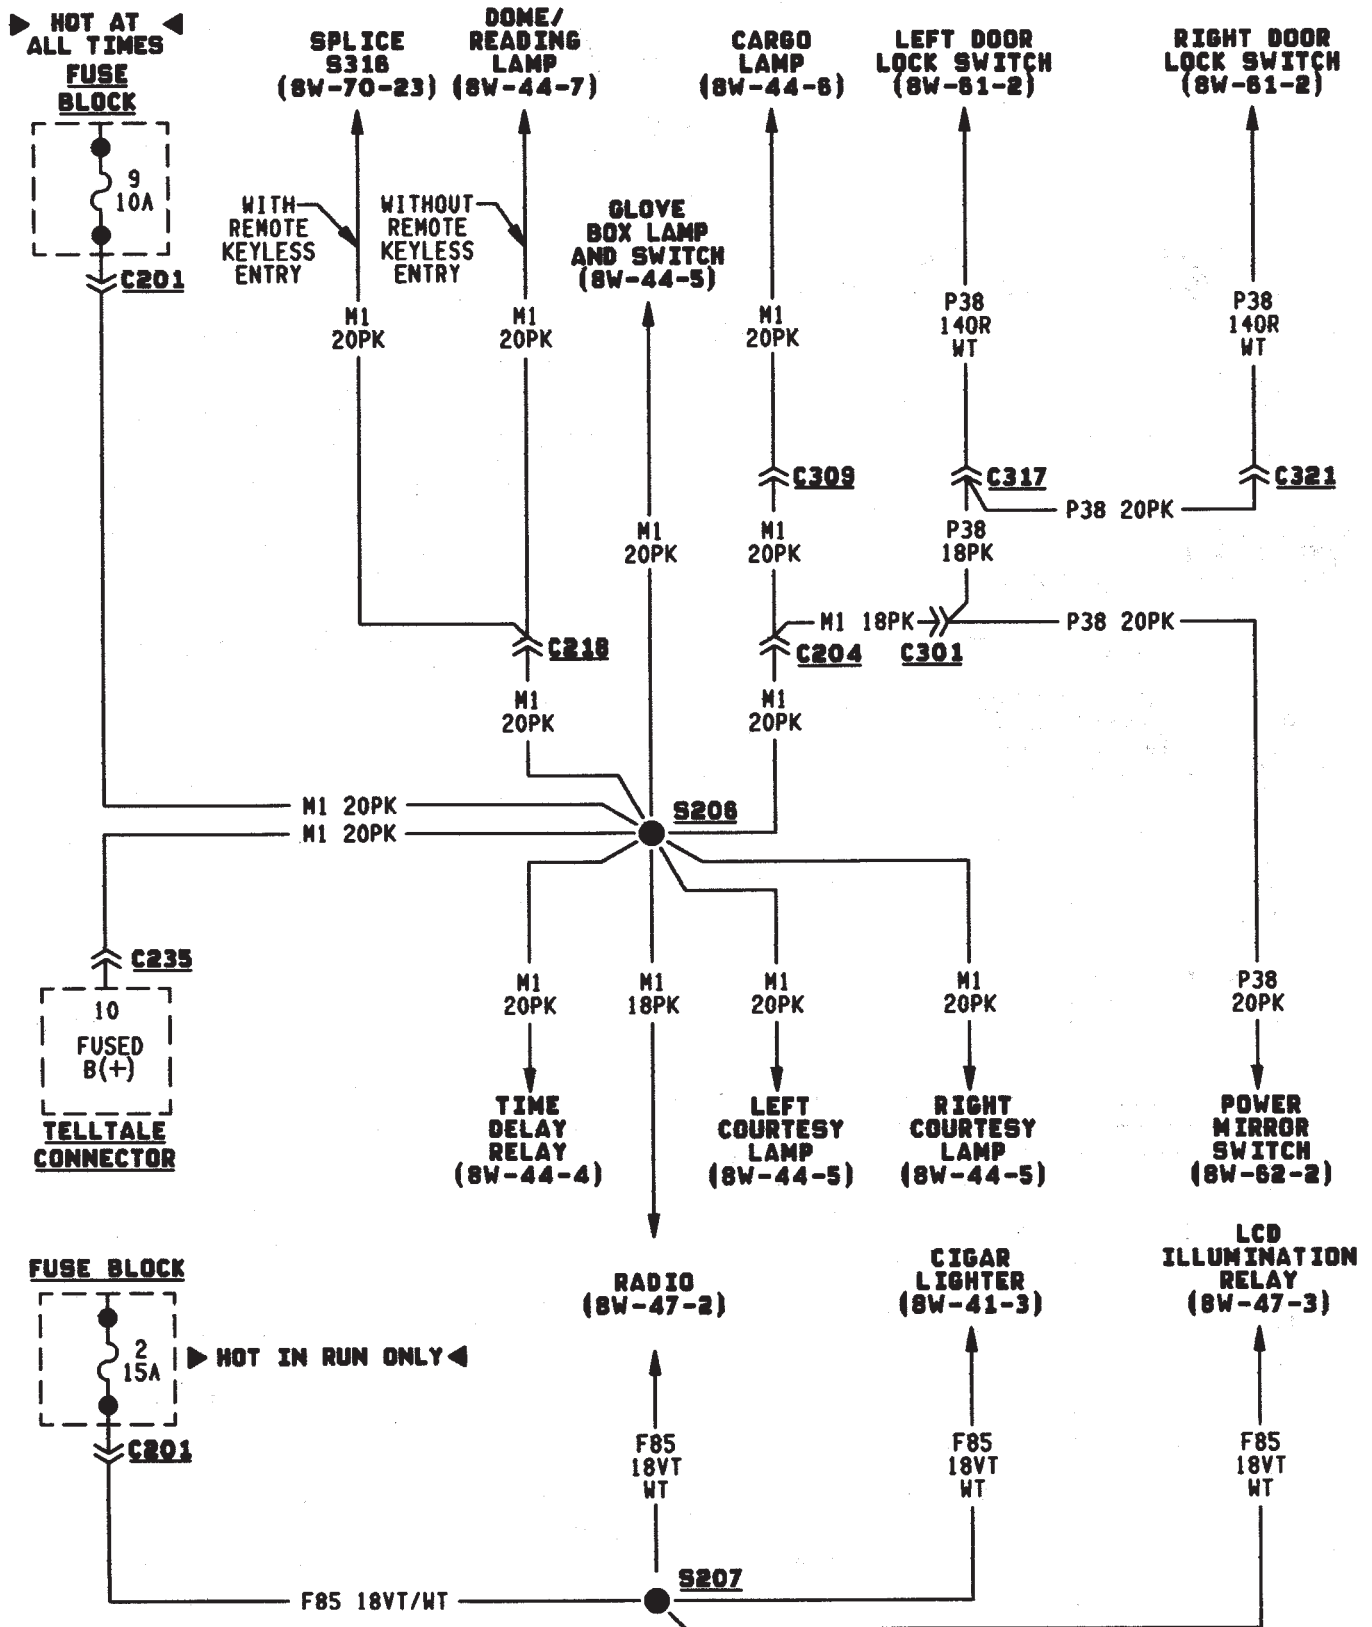 HOT AT
ALL TIMES
FUSE
BLOCK
9
10A
C201
SPLICE
S316
(8W-70-23)
DOME/
READING
LAMP
(8W-44-7)
CARGO
LAMP
(8W-44-6)
LEFT DOOR
LOCK SWITCH
(8W-61-2)
RIGHT DOOR
LOCK SWITCH
(8W-61-2)
WITH
REMOTE
KEYLESS
ENTRY
WITHOUT
REMOTE
KEYLESS
ENTRY
GLOVE
BOX LAMP
AND SWITCH
(8W-44-5)
M1
20PK
M1
20PK
M1
20PK
P38
14OR
WT
P38
14OR
WT
C309
C317
C321
P38 20PK
M1
20PK
M1
20PK
P38
18PK
M1 18PK
P38 20PK
C218
C204
C301
M1
20PK
M1
20PK
M1 20PK
M1 20PK
S206
C235
10
FUSED
B(+)
TELLTALE
CONNECTOR
M1
20PK
M1
18PK
M1
20PK
M1
20PK
P38
20PK
TIME
DELAY
RELAY
(8W-44-4)
LEFT
COURTESY
LAMP
(8W-44-5)
RIGHT
COURTESY
LAMP
(8W-44-5)
POWER
MIRROR
SWITCH
(8W-62-2)
FUSE BLOCK
2
15A
HOT IN RUN ONLY
C201
RADIO
(8W-47-2)
CIGAR
LIGHTER
(8W-41-3)
LCD
ILLUMINATION
RELAY
(8W-47-3)
F85
18VT
WT
F85
18VT
WT
F85
18VT
WT
F85 18VT/WT
S207